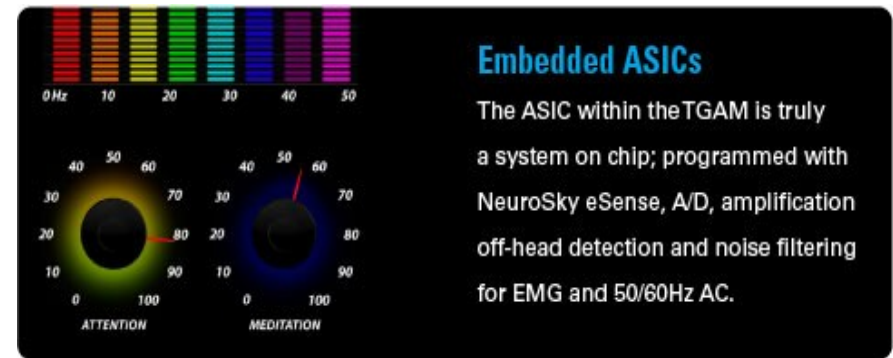 0Hz 10 20 30 40 50
50 50
40 60 40 60
30 70 30 70
20 80 20 80
10 90 10 90
0 100 0 100
ATTENTION MEDITATION
Embedded ASICs
The ASIC within theTGAM is truly
a system on chip; programmed with
NeuroSky eSense, A/D, amplification
off-head detection and noise filtering
for EMG and 50/60Hz AC.